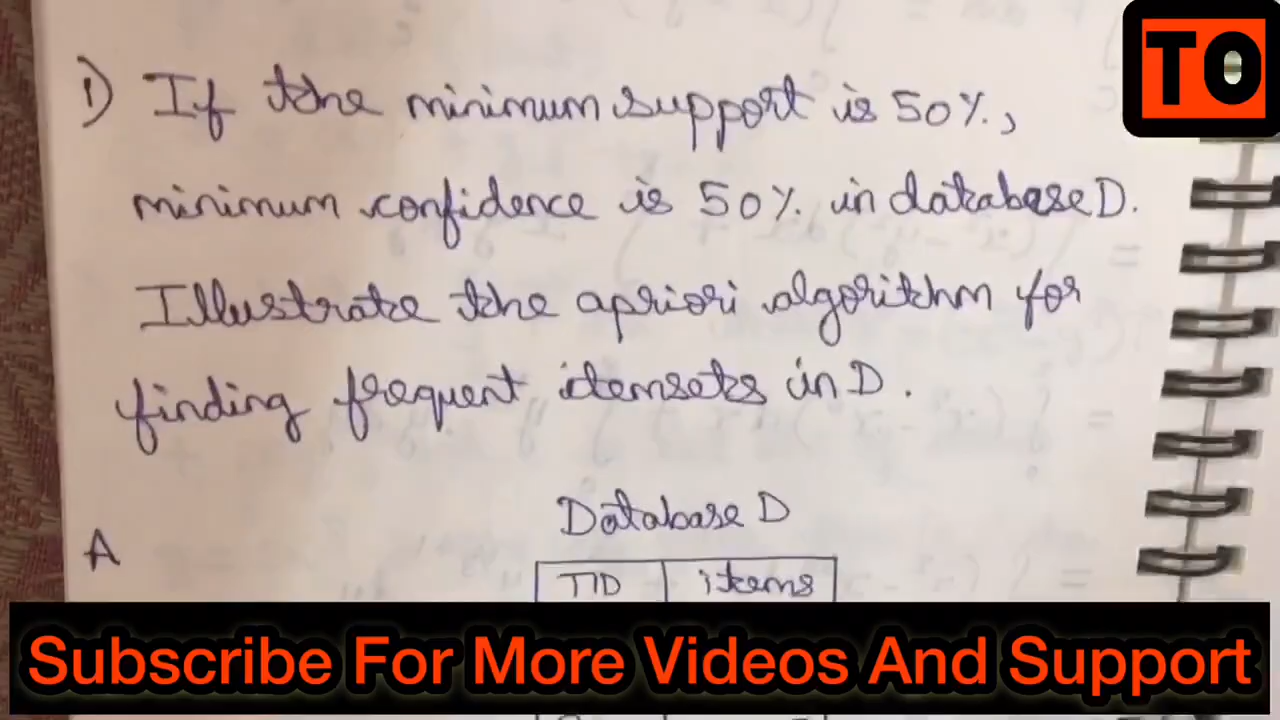 TO
1) If the minimum support is 50%,
minimum confidence is 50% in database D.
Illustrate the apriori algorithm for
finding frequent itemsets in D.
Database D
A
TID items
Subscribe For More Videos And Support